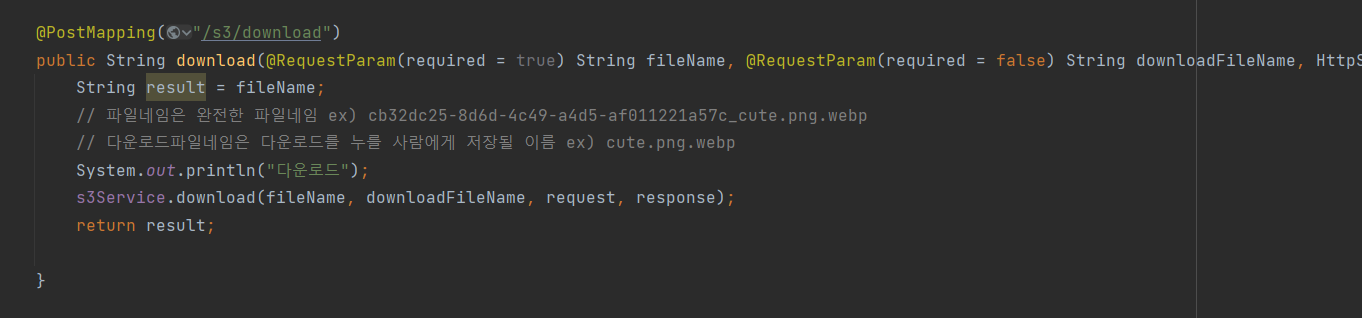 @PostMapping("/s3/download")
public String download(@RequestParam(required = true) String fileName, @RequestParam(required = false) String downloadFileName, HttpS
String result = fileName;
// 파일네임은 완전한 파일네임 ex) cb32dc25-8d6d-4c49-a4d5-af011221a57c_cute.png.webp
// 다운로드파일네임은 다운로드를 누를 사람에게 저장될 이름 ex) cute.png.webp
System.out.println("다운로드");
s3Service.download(fileName, downloadFileName, request, response);
return result;
}